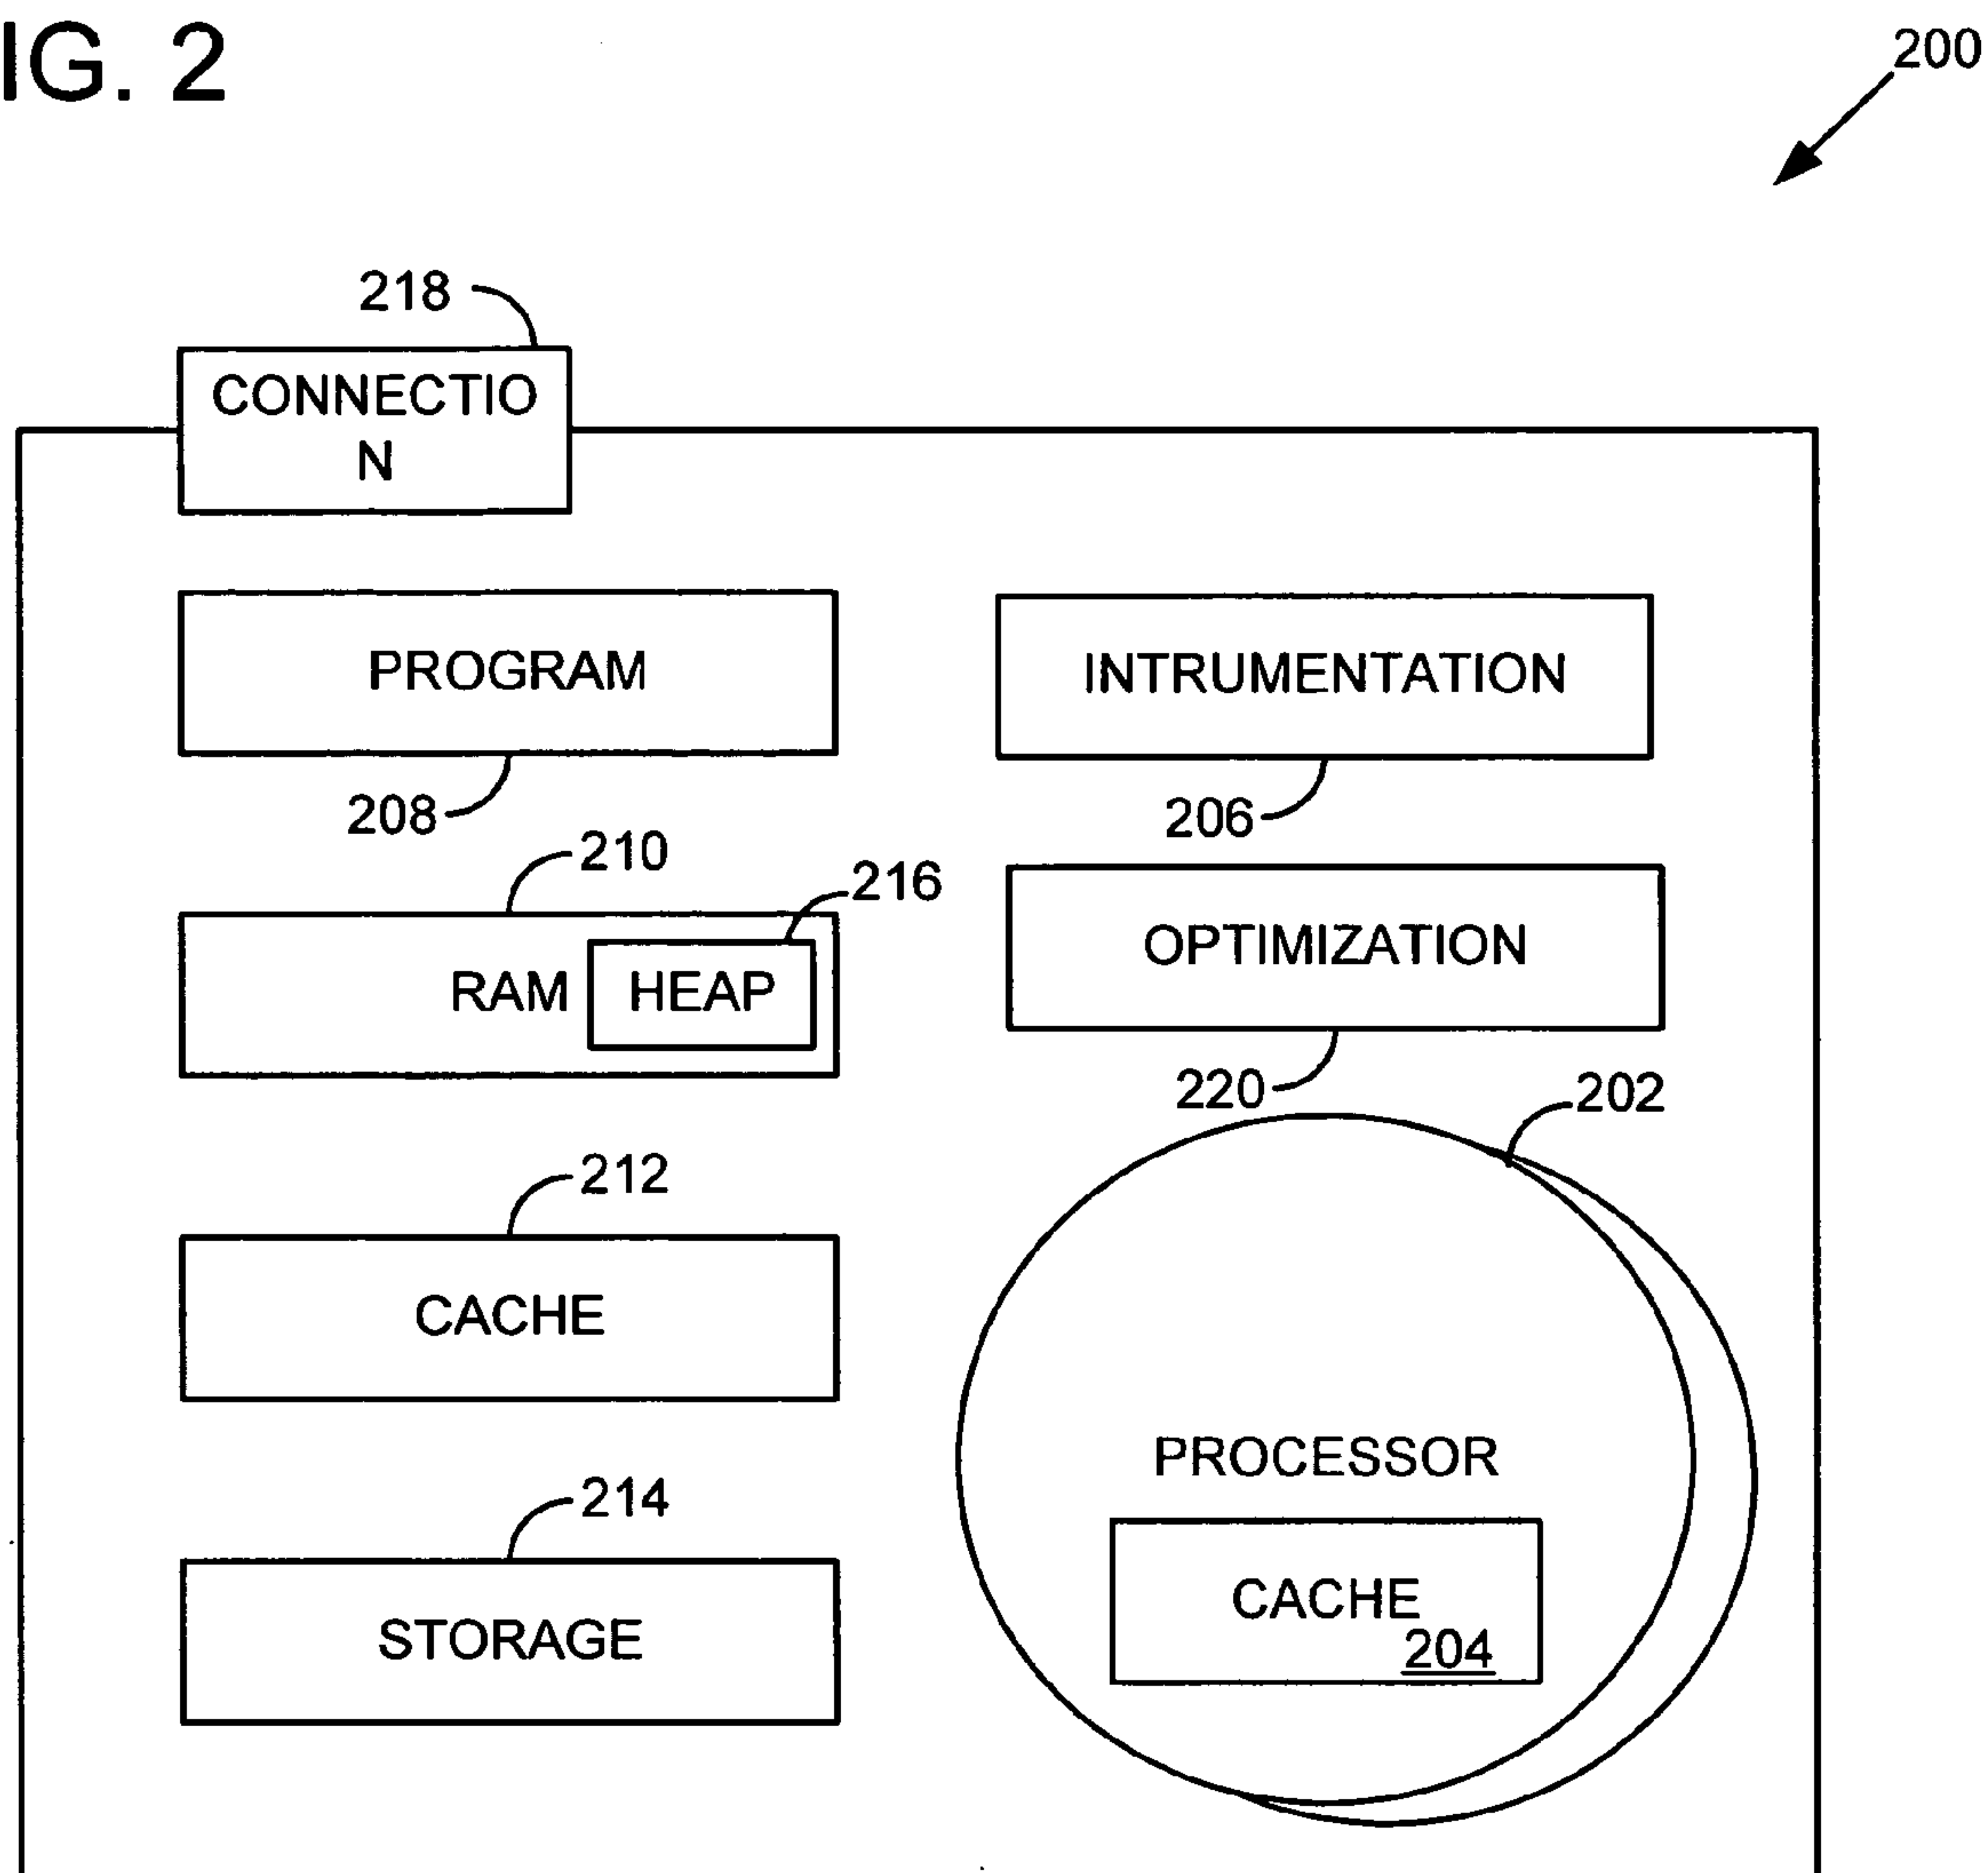 IG. 2
200
218
CONNECTIO
N
PROGRAM
INTRUMENTATION
208
206
210
216
RAM
HEAP
OPTIMIZATION
220
202
212
CACHE
PROCESSOR
214
CACHE
204
STORAGE